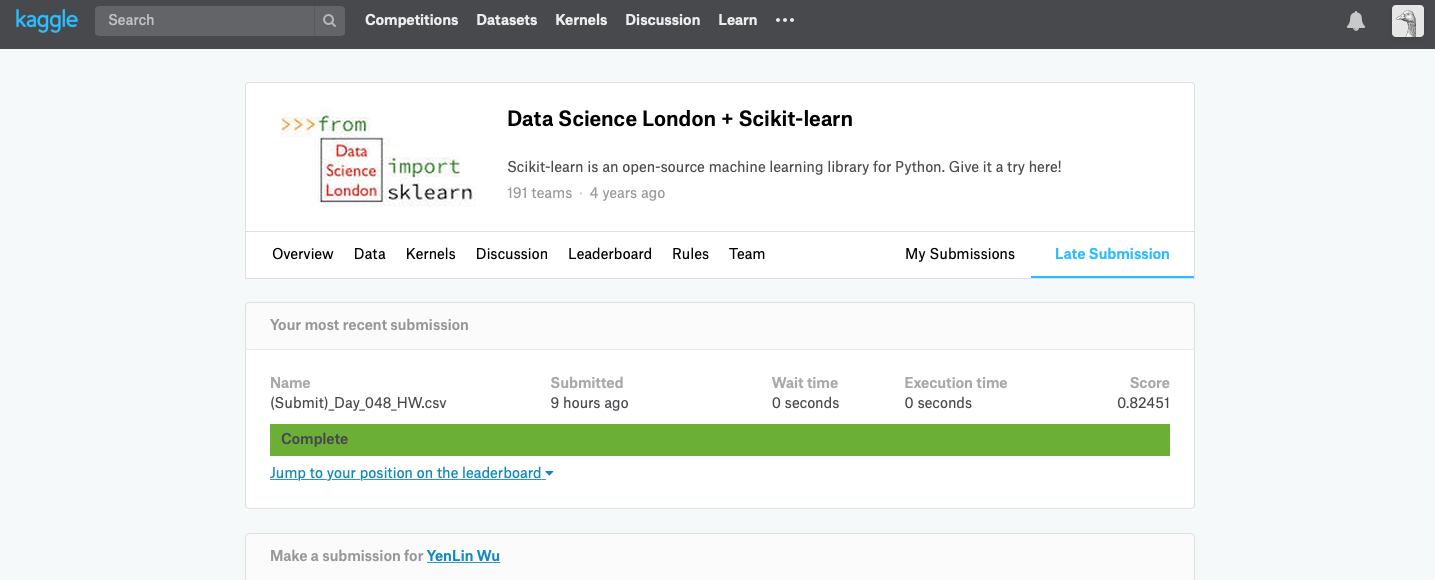 kaggle Search Competitions Datasets Kernels Discussion Learn •••
>>>from
Data
Science
London
import
sklearn
Data Science London + Scikit-learn
Scikit-learn is an open-source machine learning library for Python. Give it a try here!
191 teams · 4 years ago
Overview Data Kernels Discussion Leaderboard Rules Team My Submissions Late Submission
Your most recent submission
Name Submitted Wait time Execution time Score
(Submit)_Day_048_HW.csv 9 hours ago 0 seconds 0 seconds 0.82451
Complete
Jump to your position on the leaderboard
Make a submission for YenLin Wu